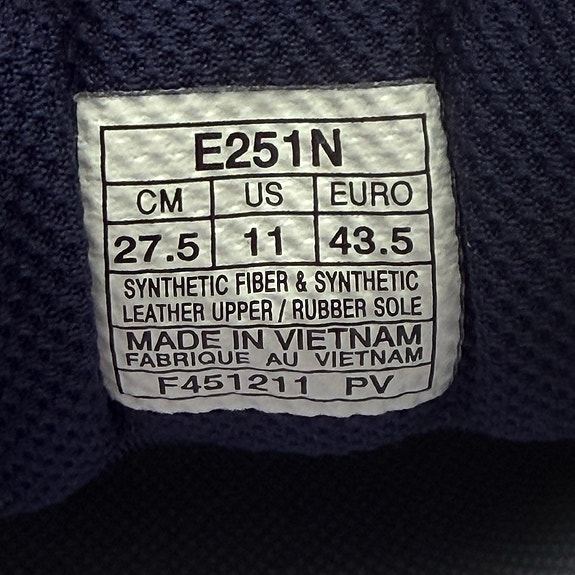 E251N
CM US EURO
27.5 11 43.5
SYNTHETIC FIBER & SYNTHETIC
LEATHER UPPER / RUBBER SOLE
MADE IN VIETNAM
FABRIQUE AU VIETNAM
F451211 PV